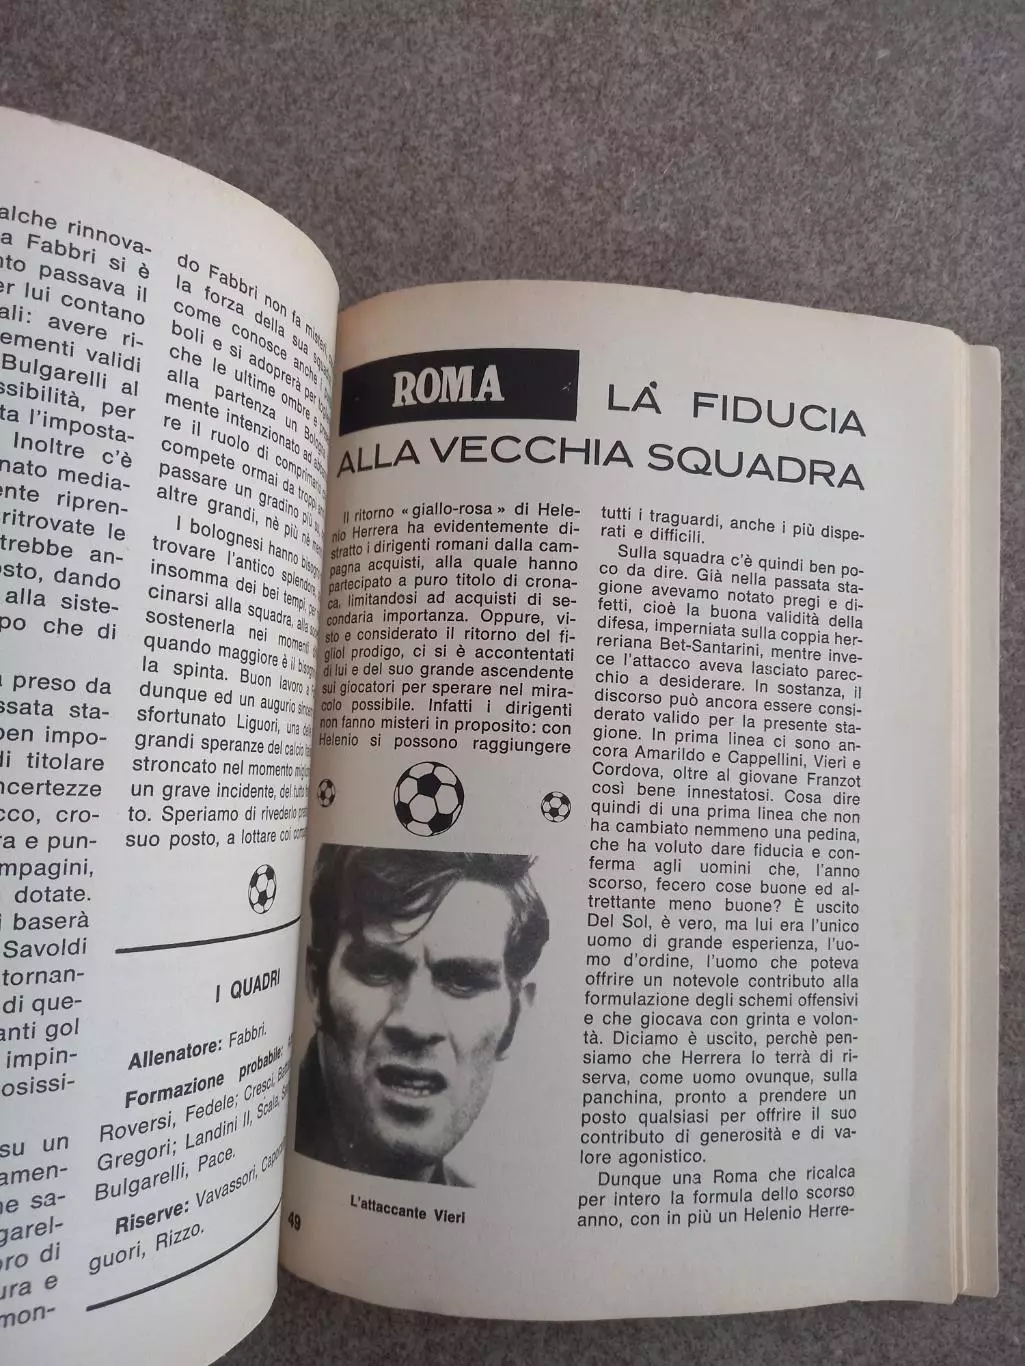 alche rinnova-
a Fabbri si è
nto passava il
er lui contano
ali: avere ri-
ementi validi
Bulgarelli al
ssibilità, per
ta l'imposta-
Inoltre c'è
nato media-
ente ripren-
ritrovate le
trebbe an-
osto, dando
alla siste-
po che di
a preso da
ssata sta-
ben impo-
di titolare
ncertezze
cco, cro-
ra e pun-
mpagini,
dotate.
i baserà
Savoldi
tornan-
di que-
anti gol
impin-
osissi-
su un
amen-
ne sa-
garel-
oro di
ura e
mon-
do Fabbri non fa misteri
la forza della sua
come conosce anche i
boli e si adoprerà per
che le ultime ombre
alla partenza un Bologna
mente intenzionato ad
re il ruolo di comprimario
compete ormai da troppi
passare un gradino più su,
altre grandi, nè più nè meno
I bolognesi hanno bisogno
trovare l'antico splendore,
insomma dei bei tempi,
cinarsi alla squadra, alla
sostenerla nei momenti
quando maggiore è il bisogno
la spinta. Buon lavoro a
dunque ed un augurio
sfortunato Liguori, una delle
grandi speranze del calcio
stroncato nel momento
un grave incidente, del tutto
to. Speriamo di rivederlo
suo posto, a lottare coi
I QUADRI
Allenatore: Fabbri.
Formazione probabile:
Roversi, Fedele; Cresci,
Gregori; Landini II, Scala,
Bulgarelli, Pace.
Riserve: Vavassori,
guori, Rizzo.
ROMA LA' FIDUCIA
ALLA VECCHIA SQUADRA
Il ritorno « giallo-rosa » di Hele-
nio Herrera ha evidentemente di-
stratto i dirigenti romani dalla cam-
pagna acquisti, alla quale hanno
partecipato a puro titolo di crona-
ca, limitandosi ad acquisti di se-
condaria importanza. Oppure, vi-
sto e considerato il ritorno del fi-
gliol prodigo, ci si è accontentati
di lui e del suo grande ascendente
sui giocatori per sperare nel mira-
colo possibile. Infatti i dirigenti
non fanno misteri in proposito: con
Helenio si possono raggiungere
L'attaccante Vieri
49
tutti i traguardi, anche i più dispe-
rati e difficili.
Sulla squadra c'è quindi ben po-
co da dire. Già nella passata sta-
gione avevamo notato pregi e di-
fetti, cioè la buona validità della
difesa, imperniata sulla coppia her-
reriana Bet-Santarini, mentre inve-
ce l'attacco aveva lasciato parec-
chio a desiderare. In sostanza, il
discorso può ancora essere consi-
derato valido per la presente sta-
gione. In prima linea ci sono an-
cora Amarildo e Cappellini, Vieri e
Cordova, oltre al giovane Franzot
così bene innestatosi. Cosa dire
quindi di una prima linea che non
ha cambiato nemmeno una pedina,
che ha voluto dare fiducia e con-
ferma agli uomini che, l'anno
scorso, fecero cose buone ed al-
trettante meno buone? È uscito
Del Sol, è vero, ma lui era l'unico
uomo di grande esperienza, l'uo-
mo d'ordine, l'uomo che poteva
offrire un notevole contributo alla
formulazione degli schemi offensivi
e che giocava con grinta e volon-
tà. Diciamo è uscito, perchè pen-
siamo che Herrera lo terrà di ri-
serva, come uomo ovunque, sulla
panchina, pronto a prendere un
posto qualsiasi per offrire il suo
contributo di generosità e di va-
lore agonistico.
Dunque una Roma che ricalca
per intero la formula dello scorso
anno, con in più un Helenio Herre-